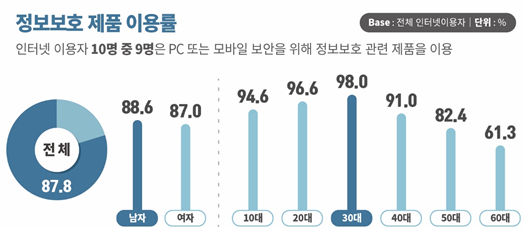 정보보호 제품 이용률
Base : 전체 인터넷이용자 | 단위 : %
인터넷 이용자 10명 중 9명은 PC 또는 모바일 보안을 위해 정보보호 관련 제품을 이용
전체
87.8
88.6 87.0 94.6 96.6 98.0 91.0 82.4 61.3
남자 여자 10대 20대 30대 40대 50대 60대